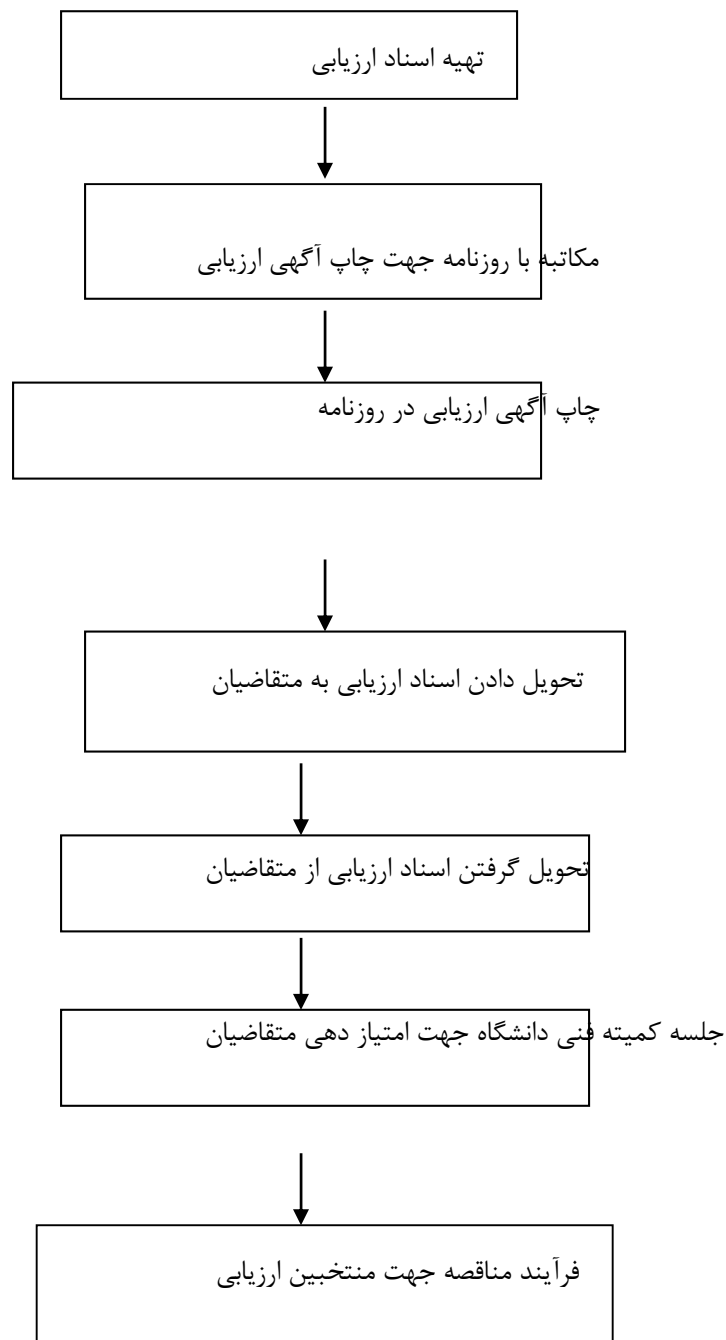 تهیه اسناد ارزیابی
مکاتبه با روزنامه جهت چاپ آگهی ارزیابی
چاپ آگهی ارزیابی در روزنامه
تحویل دادن اسناد ارزیابی به متقاضیان
تحویل گرفتن اسناد ارزیابی از متقاضیان
جلسه کمیته فنی دانشگاه جهت امتیاز دهی متقاضیان
فرآیند مناقصه جهت منتخبین ارزیابی